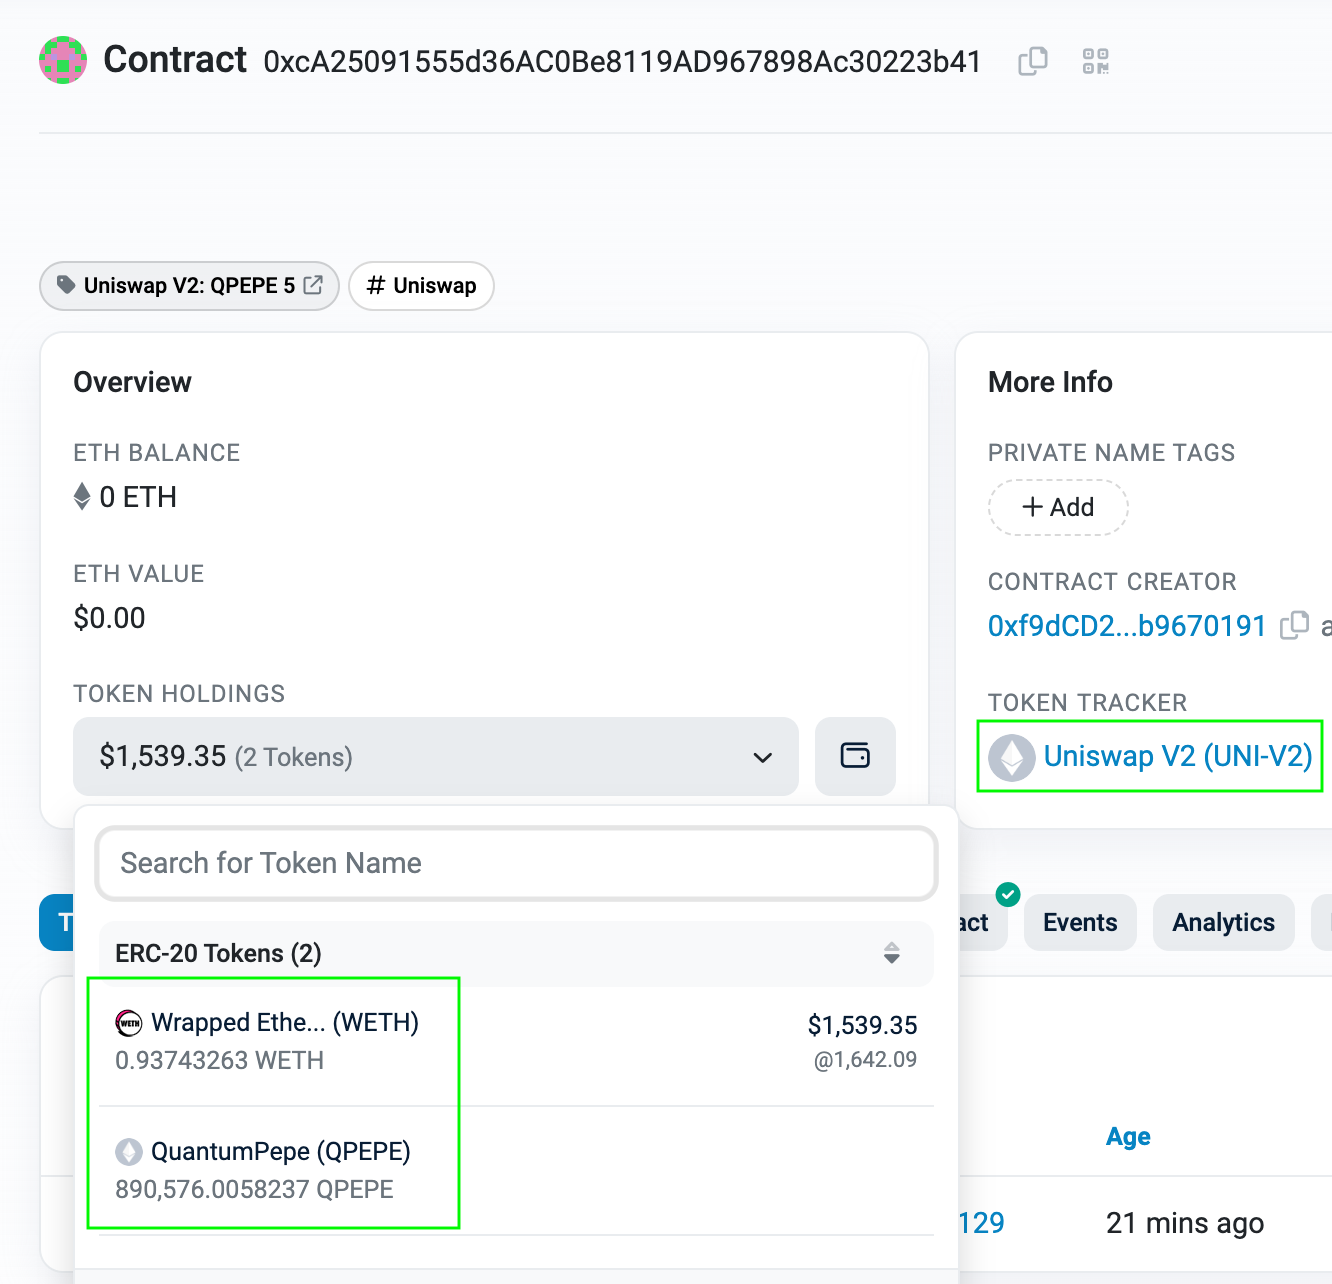 Contract 0xcA25091555d36AC0Be8119AD967898Ac30223b41
Uniswap V2: QPEPE 5
# Uniswap
Overview
ETH BALANCE
0 ETH
ETH VALUE
$0.00
TOKEN HOLDINGS
$1,539.35 (2 Tokens)
More Info
PRIVATE NAME TAGS
+ Add
CONTRACT CREATOR
0xf9dCD2...b9670191 a
TOKEN TRACKER
Uniswap V2 (UNI-V2)
Search for Token Name
T
act
Events
Analytics
ERC-20 Tokens (2)
WETH
Wrapped Ethe... (WETH)
$1,539.35
0.93743263 WETH
@1,642.09
QuantumPepe (QPEPE)
890,576.0058237 QPEPE
Age
129
21 mins ago